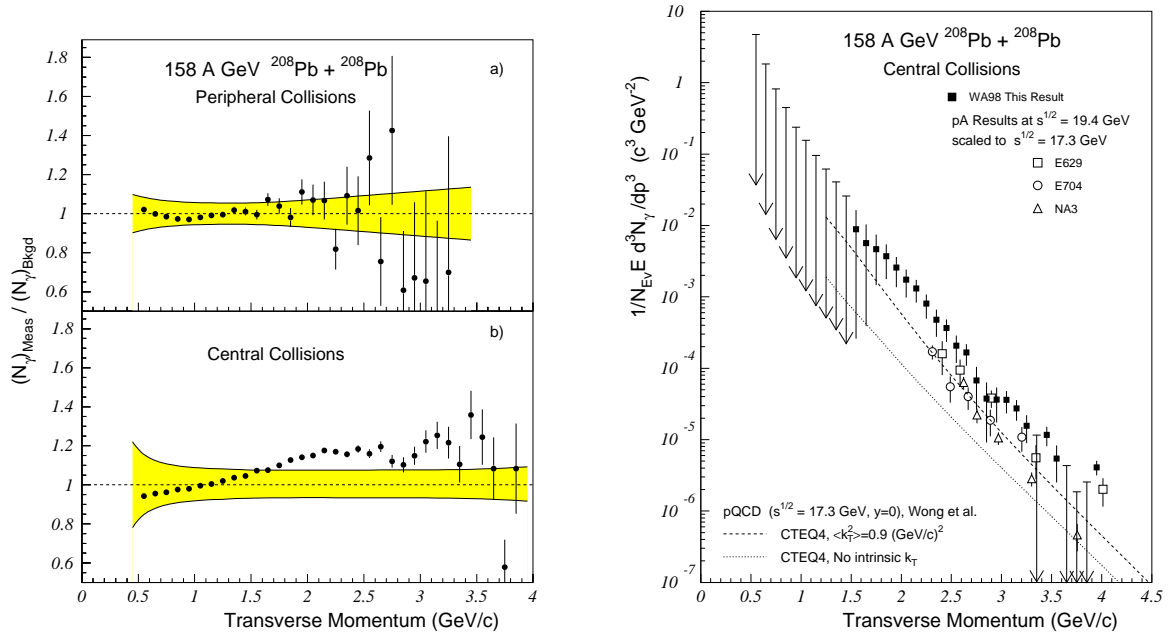 1.8
1.6
1.4
1.2
1
0.8
0.6
158 A GeV ²⁰⁸Pb + ²⁰⁸Pb
Peripheral Collisions
a)
1.8
1.6
1.4
1.2
1
0.8
0.6
b)
Central Collisions
(Nγ)Meas / (Nγ)Bkgd
0 0.5 1 1.5 2 2.5 3 3.5 4
Transverse Momentum (GeV/c)
10
1
10⁻¹
10⁻²
10⁻³
10⁻⁴
10⁻⁵
10⁻⁶
10⁻⁷
1/N_Ev E d³Nγ/dp³ (c³ GeV⁻²)
158 A GeV ²⁰⁸Pb + ²⁰⁸Pb
Central Collisions
WA98 This Result
pA Results at s^1/2 = 19.4 GeV
scaled to s^1/2 = 17.3 GeV
E629
E704
NA3
pQCD (s^1/2 = 17.3 GeV, y=0), Wong et al.
CTEQ4, <k_T²>=0.9 (GeV/c)²
CTEQ4, No intrinsic k_T
0.5 1 1.5 2 2.5 3 3.5 4 4.5
Transverse Momentum (GeV/c)